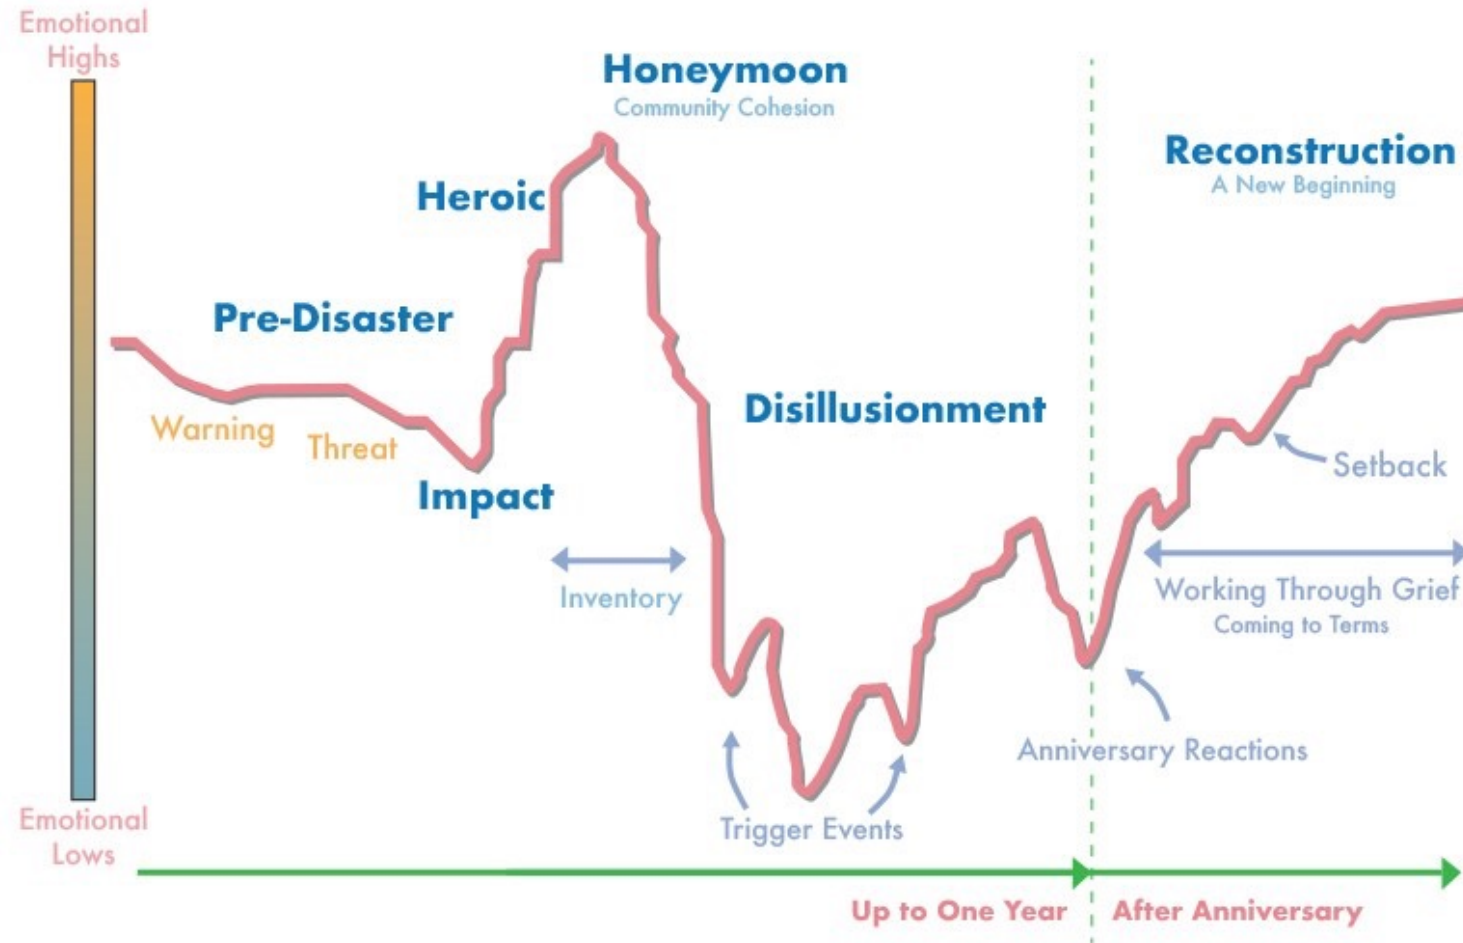 Emotional
Highs
Honeymoon
Community Cohesion
Reconstruction
A New Beginning
Heroic
Pre-Disaster
Warning
Threat
Disillusionment
Impact
Setback
Inventory
Working Through Grief
Coming to Terms
Anniversary Reactions
Trigger Events
Emotional
Lows
Up to One Year
After Anniversary